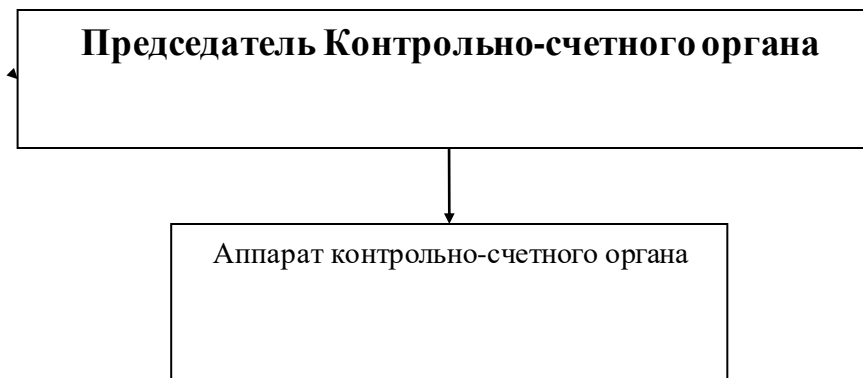 Председатель Контрольно-счетного органа
Аппарат контрольно-счетного органа